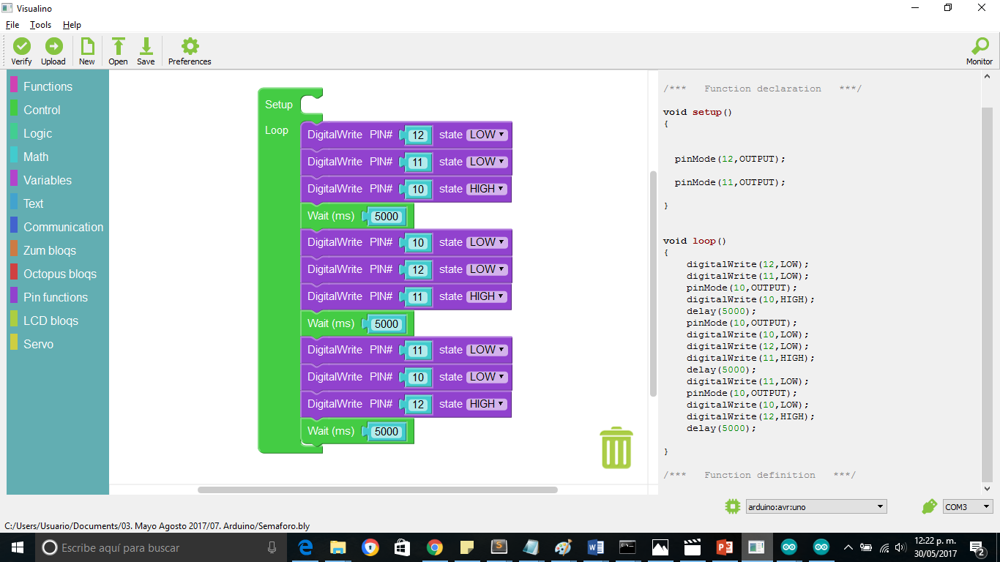 Visualino
File Tools Help
Verify Upload New Open Save Preferences Monitor
Functions
Control
Logic
Math
Variables
Text
Communication
Zum bloqs
Octopus bloqs
Pin functions
LCD bloqs
Servo
Setup
Loop
DigitalWrite PIN# 12 state LOW
DigitalWrite PIN# 11 state LOW
DigitalWrite PIN# 10 state HIGH
Wait (ms) 5000
DigitalWrite PIN# 10 state LOW
DigitalWrite PIN# 12 state LOW
DigitalWrite PIN# 11 state HIGH
Wait (ms) 5000
DigitalWrite PIN# 11 state LOW
DigitalWrite PIN# 10 state LOW
DigitalWrite PIN# 12 state HIGH
Wait (ms) 5000
/*** Function declaration ***/
void setup()
{
pinMode(12,OUTPUT);
pinMode(11,OUTPUT);
}
void loop()
{
digitalWrite(12,LOW);
digitalWrite(11,LOW);
pinMode(10,OUTPUT);
digitalWrite(10,HIGH);
delay(5000);
pinMode(10,OUTPUT);
digitalWrite(10,LOW);
digitalWrite(12,LOW);
digitalWrite(11,HIGH);
delay(5000);
digitalWrite(11,LOW);
pinMode(10,OUTPUT);
digitalWrite(10,LOW);
digitalWrite(12,HIGH);
delay(5000);
}
/*** Function definition ***/
arduino:avr:uno COM3
C:/Users/Usuario/Documents/03. Mayo Agosto 2017/07. Arduino/Semaforo.bly
Escribe aquí para buscar
12:22 p. m.
30/05/2017
2